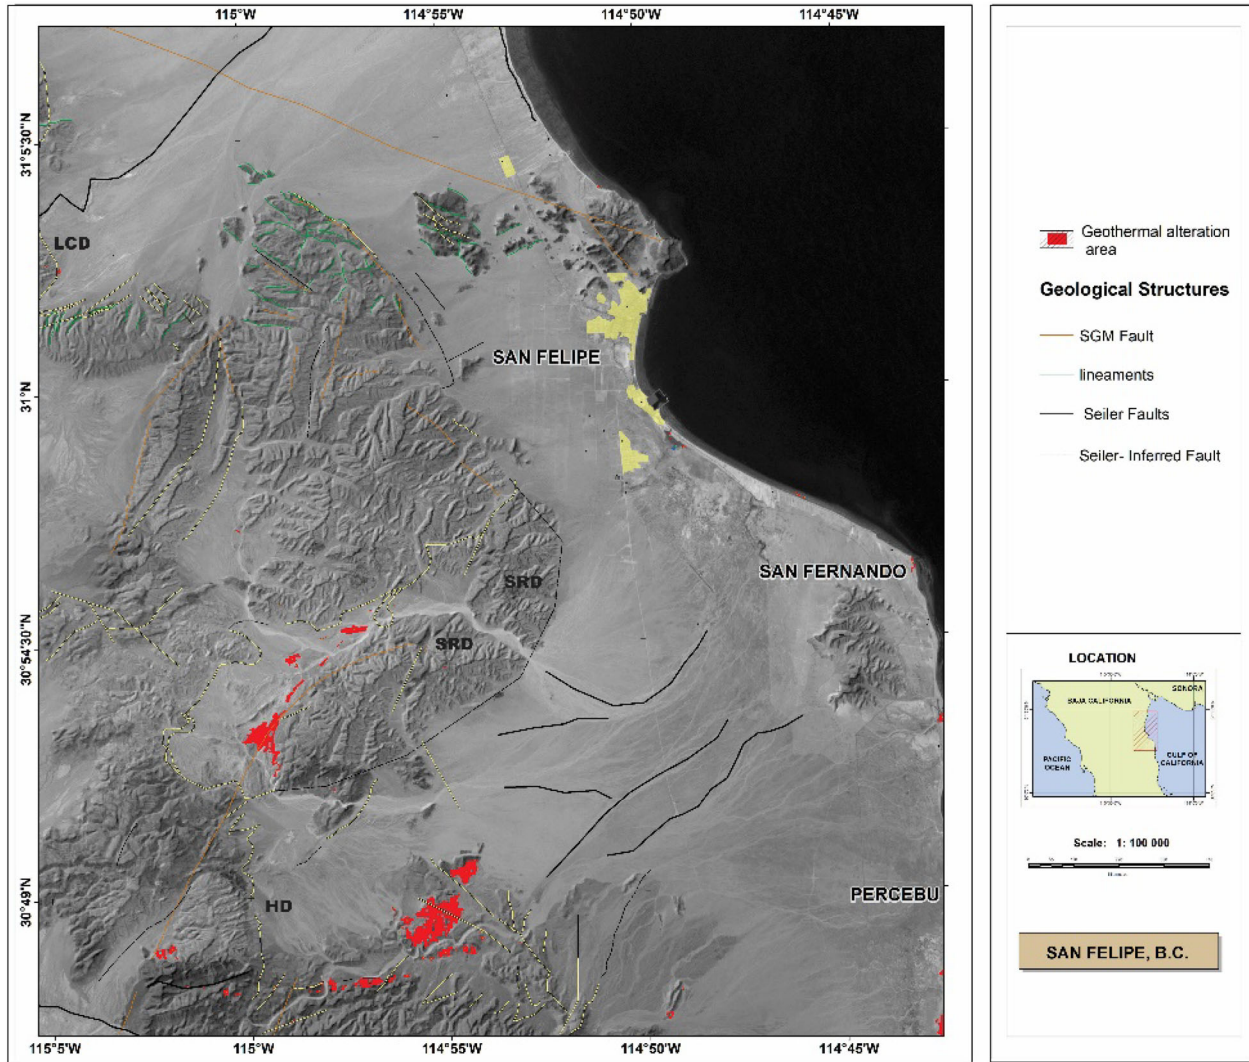 115°W
114°55'W
114°50'W
114°45'W
31°5'30"N
31°N
30°54'30"N
30°49'N
LCD
SAN FELIPE
SAN FERNANDO
SRD
SRD
PERCEBU
HD
115°5'W
115°W
114°55'W
114°50'W
114°45'W
Geothermal alteration
area
Geological Structures
SGM Fault
lineaments
Seiler Faults
Seiler- Inferred Fault
LOCATION
SONORA
BAJA CALIFORNIA
GULF OF
CALIFORNIA
PACIFIC
OCEAN
Scale: 1: 100 000
SAN FELIPE, B.C.